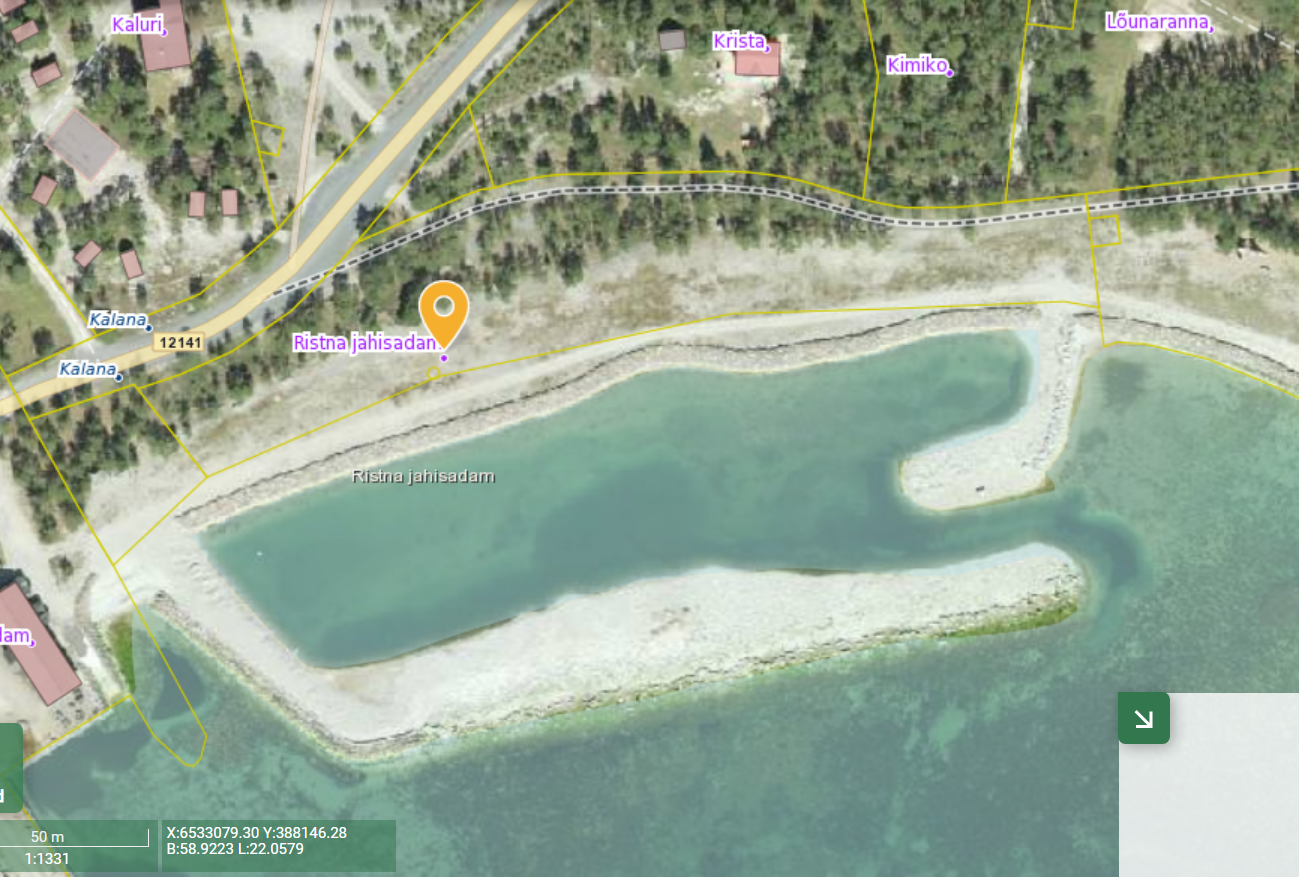 Kaluri
Krista
Lõunaranna
Kimiko
Kalana
12141
Ristna jahisadam
Kalana
Ristna jahisadam
50 m
1:1331
X:6533079.30 Y:388146.28
B:58.9223 L:22.0579